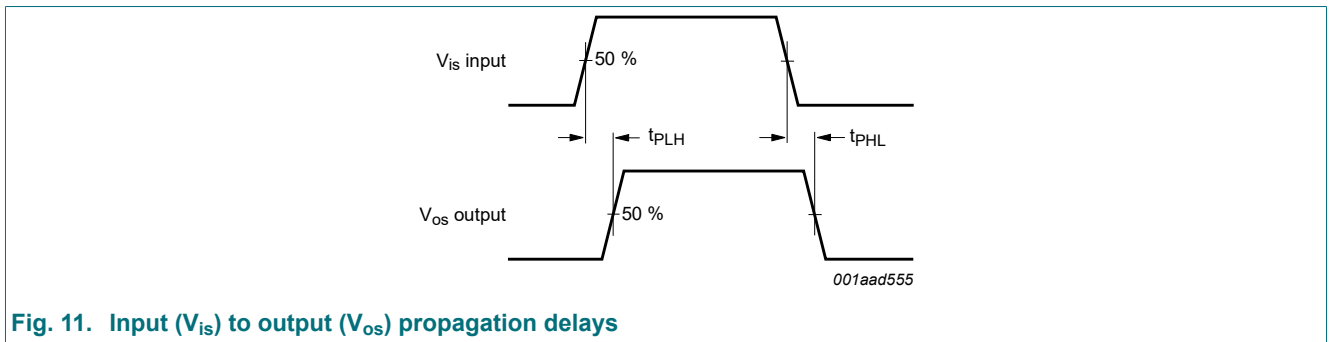 Vis input
50 %
tPLH
tPHL
Vos output
50 %
001aad555
Fig. 11. Input (Vis) to output (Vos) propagation delays